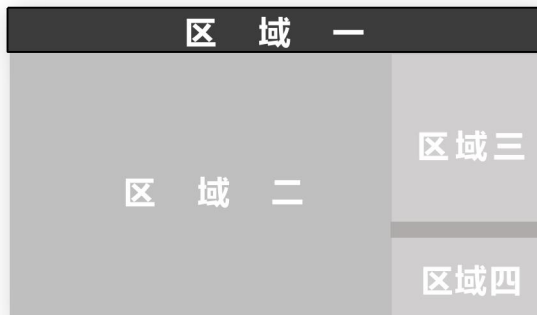 区 域 一
区域三
区 域 二
区域四